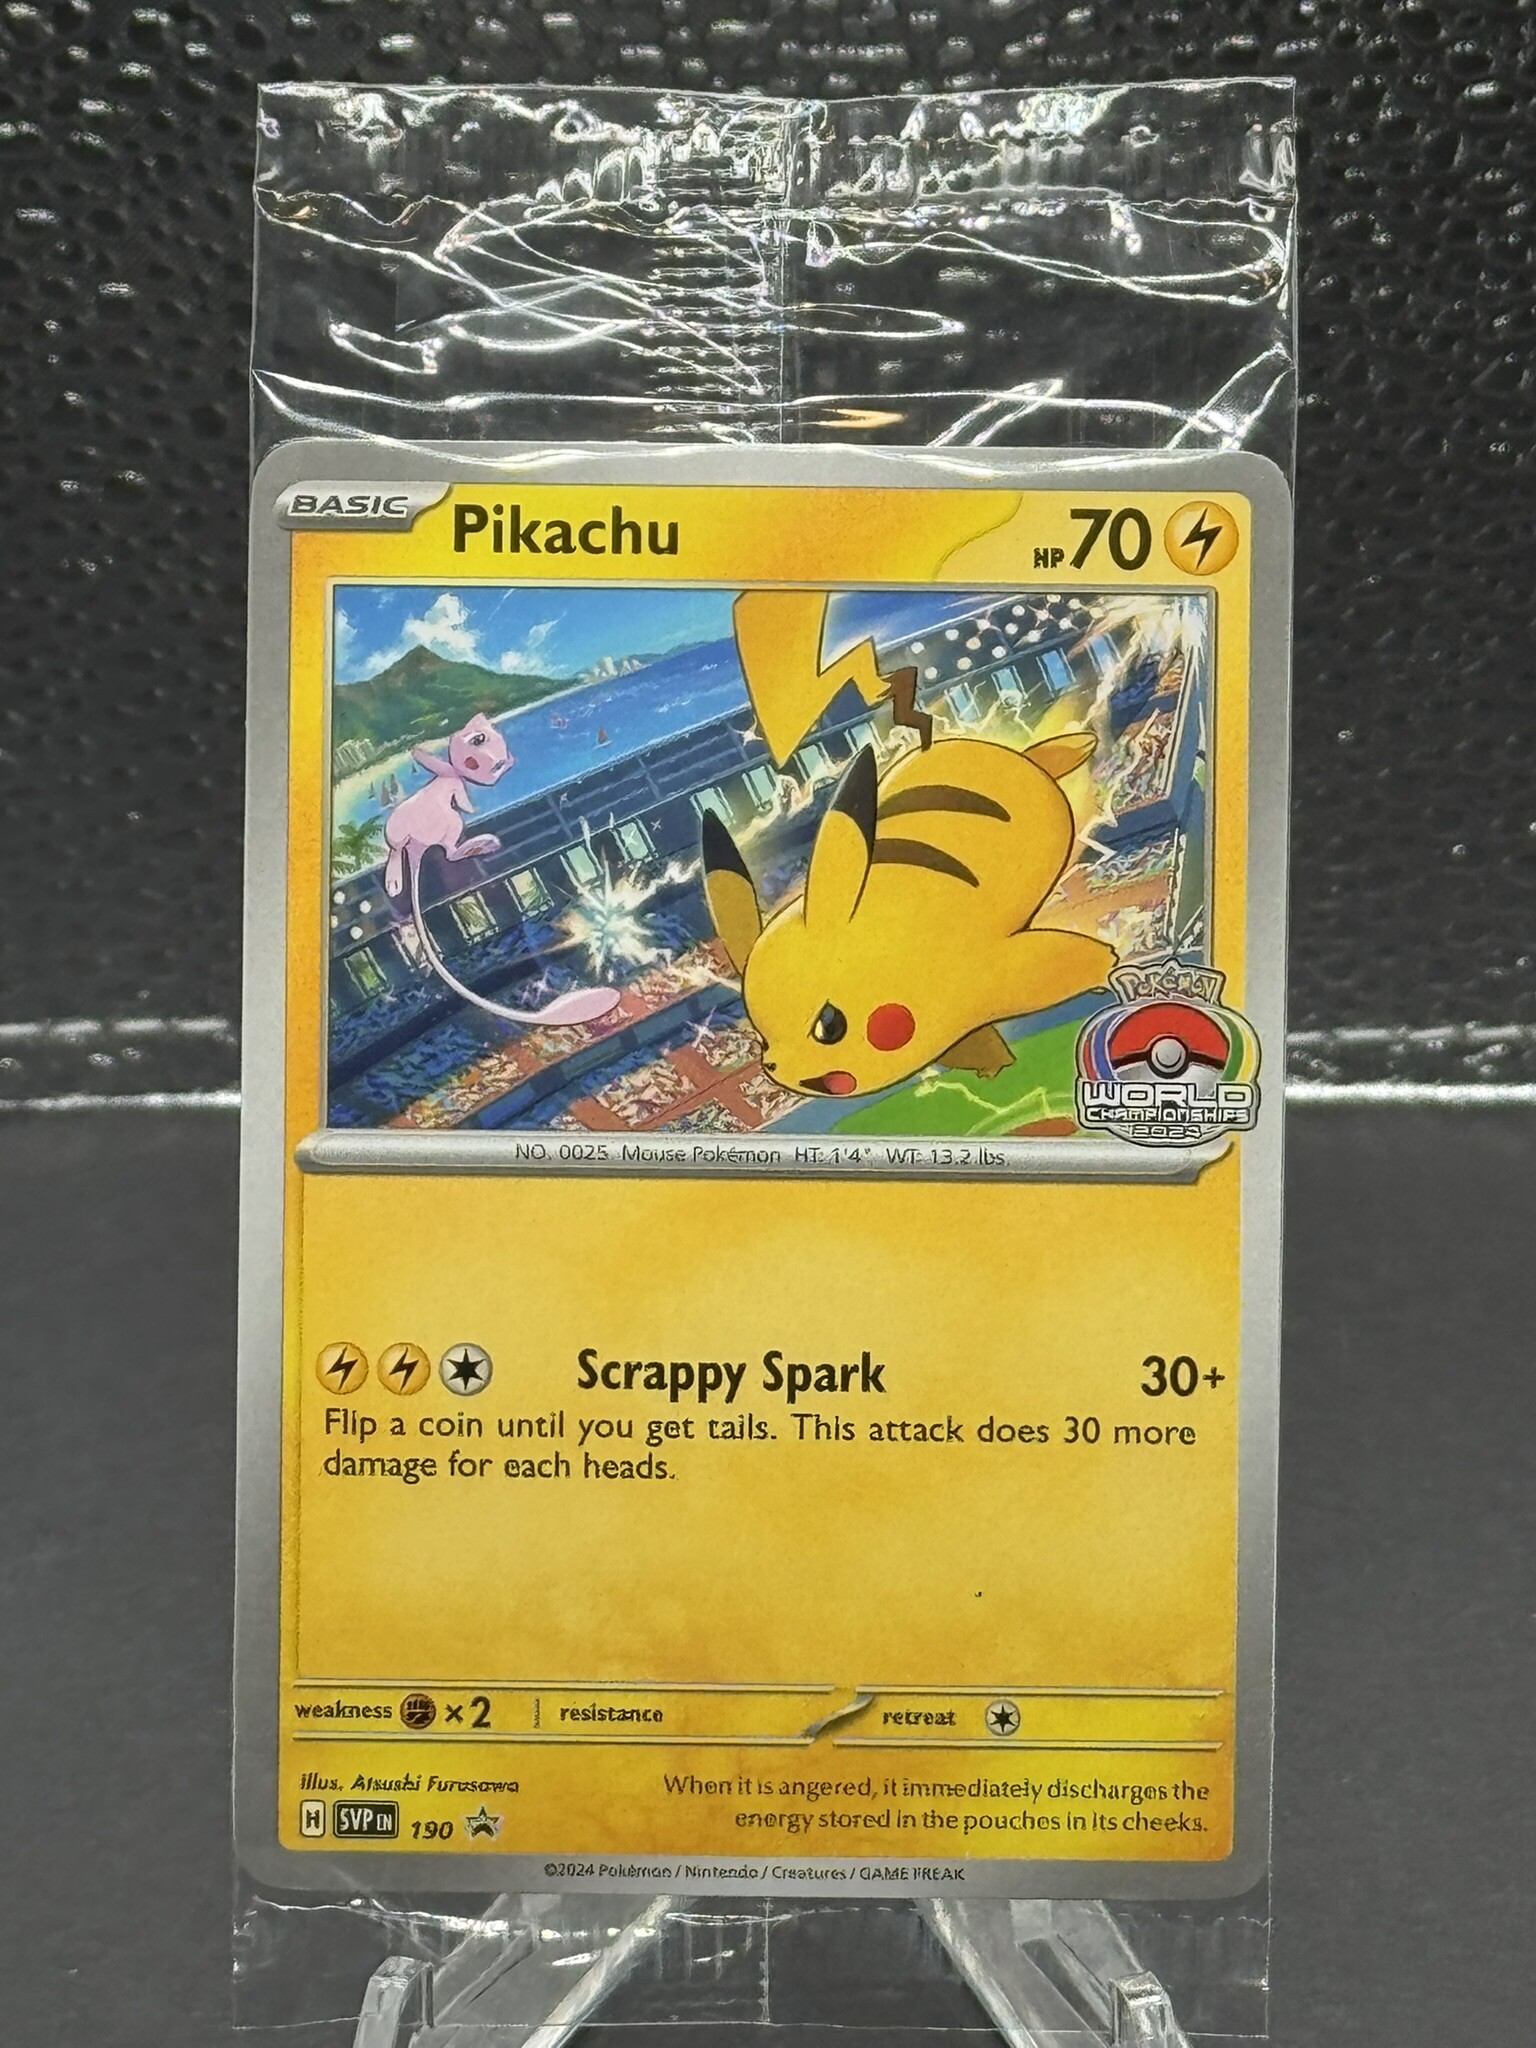 BASIC
Pikachu
HP 70
Pokémon
WORLD
CHAMPIONSHIPS
NO. 0025 Mouse Pokémon HT: 1'4" WT: 13.2 lbs.
Scrappy Spark 30+
Flip a coin until you get tails. This attack does 30 more
damage for each heads.
weakness ×2 resistance retreat
Illus. Atsushi Furusawa
When it is angered, it immediately discharges the
energy stored in the pouches in its cheeks.
H SVP EN 190
©2024 Pokémon / Nintendo / Creatures / GAME FREAK